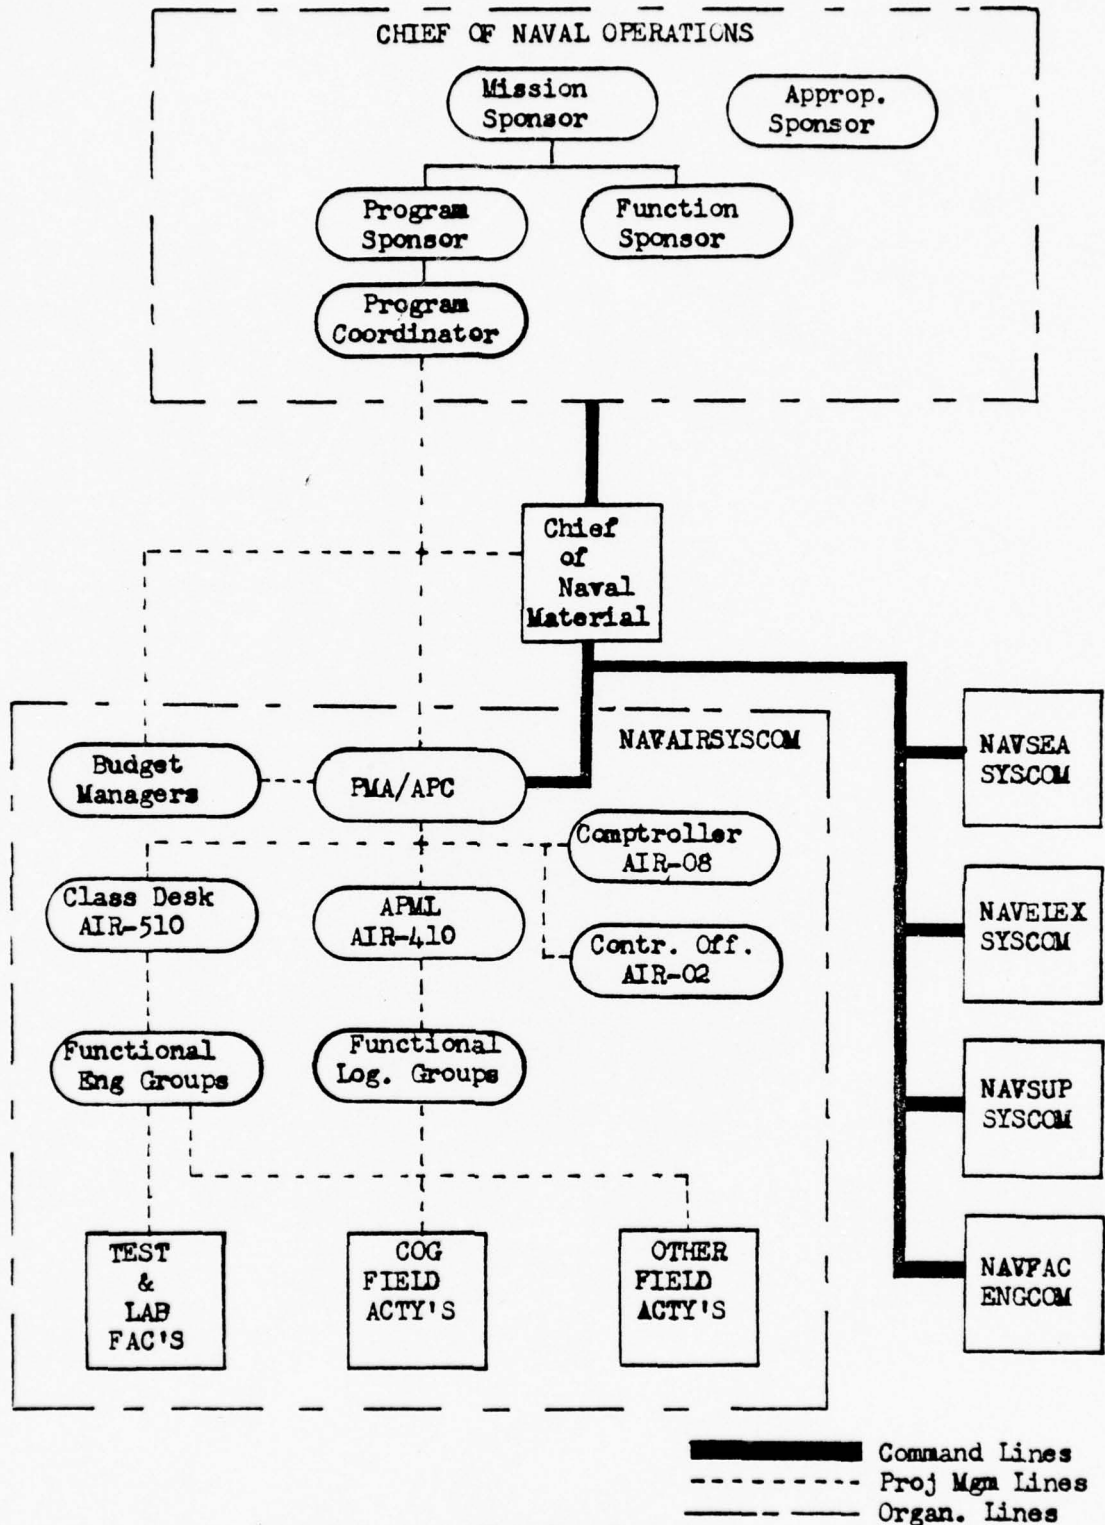 CHIEF OF NAVAL OPERATIONS
Mission
Sponsor
Approp.
Sponsor
Program
Sponsor
Function
Sponsor
Program
Coordinator
Chief
of
Naval
Material
NAVAIRSYSCOM
Budget
Managers
PMA/APC
Comptroller
AIR-08
Class Desk
AIR-510
APML
AIR-410
Contr. Off.
AIR-02
Functional
Eng Groups
Functional
Log. Groups
TEST
&
LAB
FAC'S
COG
FIELD
ACTY'S
OTHER
FIELD
ACTY'S
NAVSEA
SYSCOM
NAVELEX
SYSCOM
NAVSUP
SYSCOM
NAVFAC
ENGCOM
Command Lines
Proj Mgm Lines
Organ. Lines